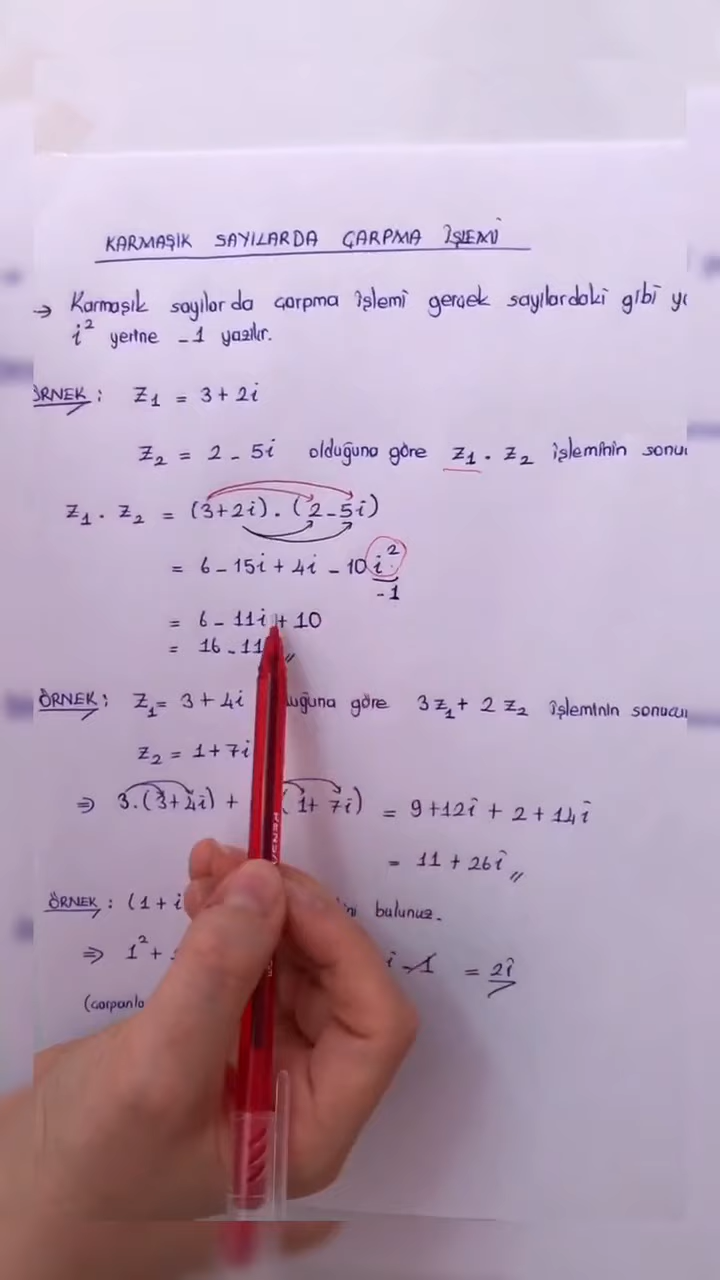 KARMAŞIK SAYILARDA ÇARPMA İŞLEMİ
→ Karmaşık sayılarda çarpma işlemi gerçek sayılardaki gibi
i² yerine -1 yazılır.
ÖRNEK: Z₁ = 3 + 2i
Z₂ = 2 - 5i olduğuna göre Z₁ . Z₂ işleminin
Z₁ . Z₂ = (3+2i) . (2-5i)
= 6 - 15i + 4i - 10i²
-1
= 6 - 11i + 10
= 16 - 11
ÖRNEK: Z₁ = 3 + 4i göre 3Z₁ + 2Z₂ işleminin
Z₂ = 1 + 7i
⇒ 3.(3+4i) + (1+7i) = 9+12i + 2 + 14i
= 11 + 26i
ÖRNEK: (1+i bulunuz.
⇒ 1² + i -1 = 2i